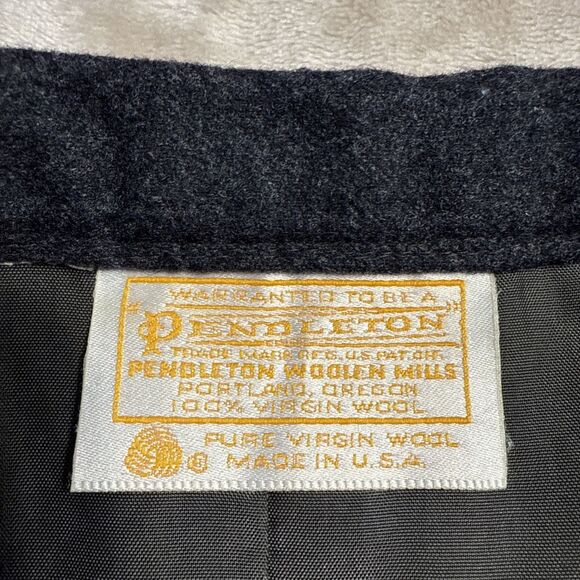 WARRANTED TO BE A
"PENDLETON"
TRADE MARK REG. U.S. PAT. OFF.
PENDLETON WOOLEN MILLS
PORTLAND, OREGON
100% VIRGIN WOOL
PURE VIRGIN WOOL
® MADE IN U.S.A.